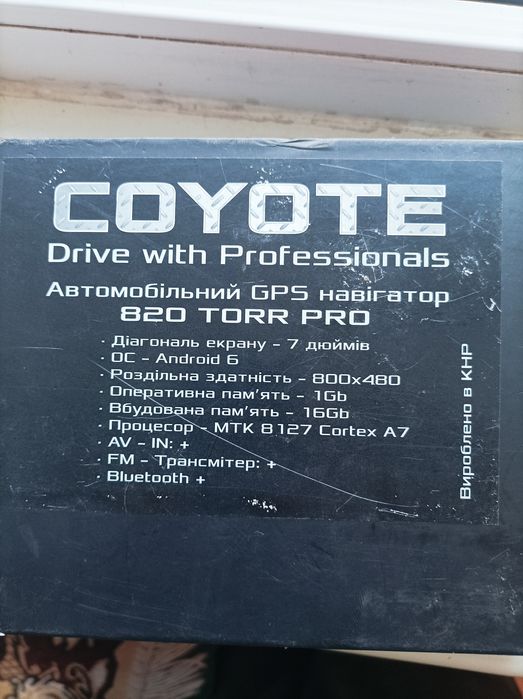 COYOTE
Drive with Professionals
Автомобільний GPS навігатор
820 TORR PRO
· Діагональ екрану - 7 дюймів
· ОС - Android 6
· Роздільна здатність - 800x480
· Оперативна пам'ять - 1Gb
· Вбудована пам'ять - 16Gb
· Процесор - MTK 8127 Cortex A7
· AV - IN: +
· FM - Трансмітер: +
· Bluetooth +
Вироблено в КНР